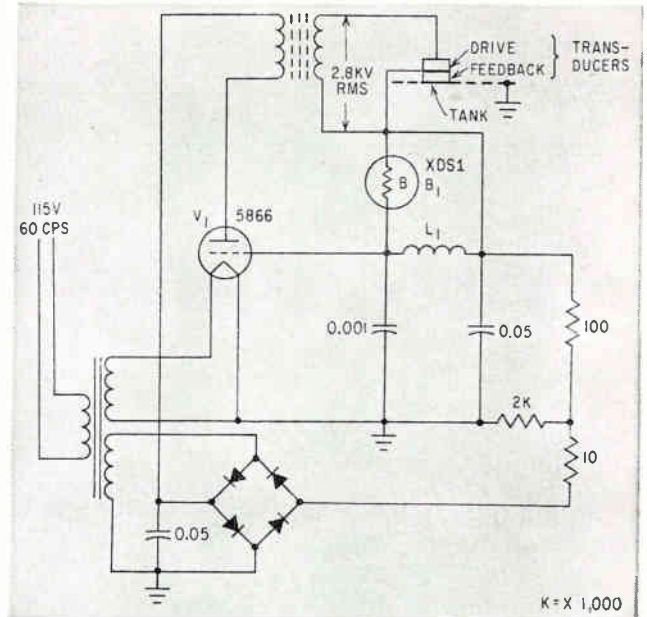 2.8KV
RMS
DRIVE
FEEDBACK
TRANS-
DUCERS
TANK
XDS1
B
B₁
115V
60 CPS
V₁
5866
L₁
0.001
0.05
100
2K
10
0.05
K = X 1,000